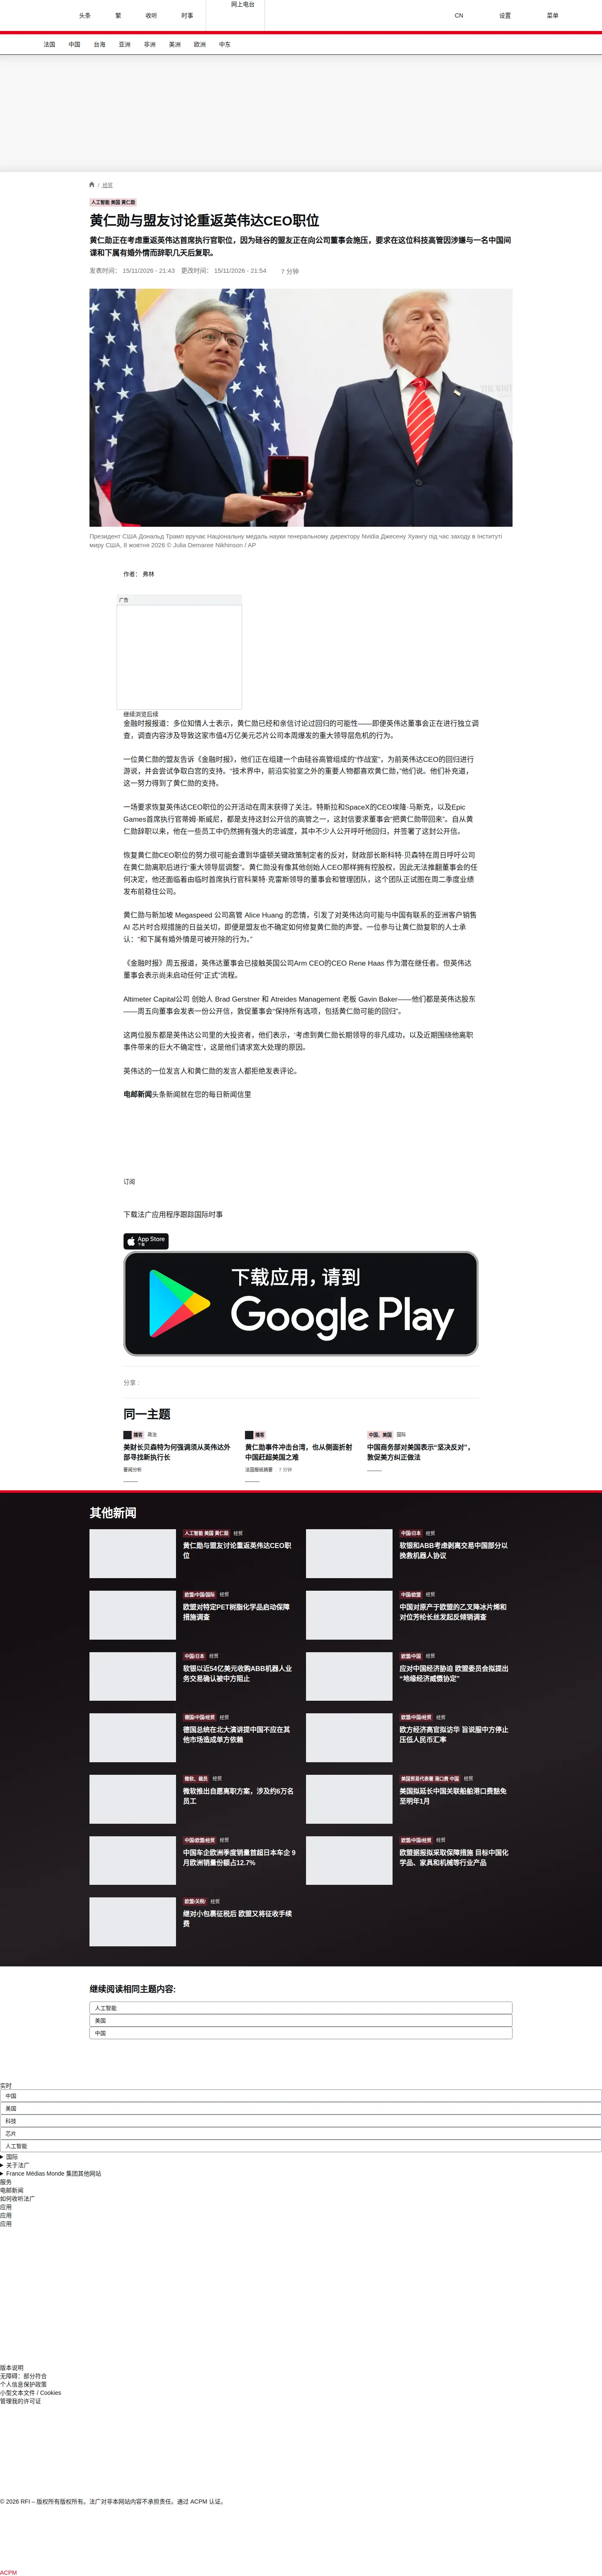 头条
繁
收听
时事
网上电台
CN
设置
菜单
法国
中国
台海
亚洲
非洲
美洲
欧洲
中东
/ 经贸
人工智能 美国 黄仁勋
黄仁勋与盟友讨论重返英伟达CEO职位
黄仁勋正在考虑重返英伟达首席执行官职位，因为硅谷的盟友正在向公司董事会施压，要求在这位科技高管因涉嫌与一名中国间
谍和下属有婚外情而辞职几天后复职。
发表时间： 15/11/2026 - 21:43 更改时间： 15/11/2026 - 21:54 7 分钟
Президент США Дональд Трамп вручає Національну медаль науки генеральному директору Nvidia Джесену Хуангу під час заходу в Інституті
миру США, 8 жовтня 2026 © Julia Demaree Nikhinson / AP
作者： 弗林
广告
继续浏览后续
金融时报报道：多位知情人士表示，黄仁勋已经和亲信讨论过回归的可能性——即便英伟达董事会正在进行独立调
查，调查内容涉及导致这家市值4万亿美元芯片公司本周爆发的重大领导层危机的行为。
一位黄仁勋的盟友告诉《金融时报》，他们正在组建一个由硅谷高管组成的“作战室”，为前英伟达CEO的回归进行
游说，并会尝试争取白宫的支持。“技术界中，前沿实验室之外的重要人物都喜欢黄仁勋，”他们说。他们补充道，
这一努力得到了黄仁勋的支持。
一场要求恢复英伟达CEO职位的公开活动在周末获得了关注。特斯拉和SpaceX的CEO埃隆·马斯克，以及Epic
Games首席执行官蒂姆·斯威尼，都是支持这封公开信的高管之一，这封信要求董事会“把黄仁勋带回来”。自从黄
仁勋辞职以来，他在一些员工中仍然拥有强大的忠诚度，其中不少人公开呼吁他回归，并签署了这封公开信。
恢复黄仁勋CEO职位的努力很可能会遭到华盛顿关键政策制定者的反对，财政部长斯科特·贝森特在周日呼吁公司
在黄仁勋离职后进行“重大领导层调整”。黄仁勋没有像其他创始人CEO那样拥有控股权，因此无法推翻董事会的任
何决定，他还面临着由临时首席执行官科莱特·克雷斯领导的董事会和管理团队，这个团队正试图在周二季度业绩
发布前稳住公司。
黄仁勋与新加坡 Megaspeed 公司高管 Alice Huang 的恋情，引发了对英伟达向可能与中国有联系的亚洲客户销售
AI 芯片时合规措施的日益关切，即便是盟友也不确定如何修复黄仁勋的声誉。一位参与让黄仁勋复职的人士承
认：“和下属有婚外情是可被开除的行为。”
《金融时报》周五报道，英伟达董事会已接触英国公司Arm CEO的CEO Rene Haas 作为潜在继任者。但英伟达
董事会表示尚未启动任何“正式”流程。
Altimeter Capital公司 创始人 Brad Gerstner 和 Atreides Management 老板 Gavin Baker——他们都是英伟达股东
——周五向董事会发表一份公开信，敦促董事会“保持所有选项，包括黄仁勋可能的回归”。
这两位股东都是英伟达公司里的大投资者，他们表示，‘考虑到黄仁勋长期领导的非凡成功，以及近期围绕他离职
事件带来的巨大不确定性’，这是他们请求宽大处理的原因。
英伟达的一位发言人和黄仁勋的发言人都拒绝发表评论。
电邮新闻头条新闻就在您的每日新闻信里
订阅
下载法广应用程序跟踪国际时事
App Store
下载
下载应用，请到
Google Play
分享 :
同一主题
播客 政治
美财长贝森特为何强调须从英伟达外
部寻找新执行长
要闻分析
播客
黄仁勋事件冲击台湾，也从侧面折射
中国赶超美国之难
法国报纸摘要 7 分钟
中国、美国 国际
中国商务部对美国表示“坚决反对”，
敦促美方纠正做法
其他新闻
人工智能 美国 黄仁勋 经贸
黄仁勋与盟友讨论重返英伟达CEO职
位
中国/日本 经贸
软银和ABB考虑剥离交易中国部分以
挽救机器人协议
欧盟/中国/国际 经贸
欧盟对特定PET树脂化学品启动保障
措施调查
中国/欧盟 经贸
中国对原产于欧盟的乙叉降冰片烯和
对位芳纶长丝发起反倾销调查
中国/日本 经贸
软银以近54亿美元收购ABB机器人业
务交易确认被中方阻止
欧盟/中国 经贸
应对中国经济胁迫 欧盟委员会拟提出
“地缘经济威慑协定”
德国/中国/经贸 经贸
德国总统在北大演讲提中国不应在其
他市场造成单方依赖
欧盟/中国/经贸 经贸
欧方经济高官拟访华 旨说服中方停止
压低人民币汇率
微软、裁员 经贸
微软推出自愿离职方案，涉及约6万名
员工
美国贸易代表署 港口费 中国 经贸
美国拟延长中国关联船舶港口费豁免
至明年1月
中国/欧盟/经贸 经贸
中国车企欧洲季度销量首超日本车企 9
月欧洲销量份额占12.7%
欧盟/中国/经贸 经贸
欧盟据报拟采取保障措施 目标中国化
学品、家具和机械等行业产品
欧盟/关税/ 经贸
继对小包裹征税后 欧盟又将征收手续
费
继续阅读相同主题内容:
人工智能
美国
中国
实时
中国
美国
科技
芯片
人工智能
国际
关于法广
France Médias Monde 集团其他网站
服务
电邮新闻
如何收听法广
应用
应用
应用
版本说明
无障碍：部分符合
个人信息保护政策
小型文本文件 / Cookies
管理我的许可证
© 2026 RFI – 版权所有版权所有。法广对非本网站内容不承担责任。通过 ACPM 认证。
ACPM